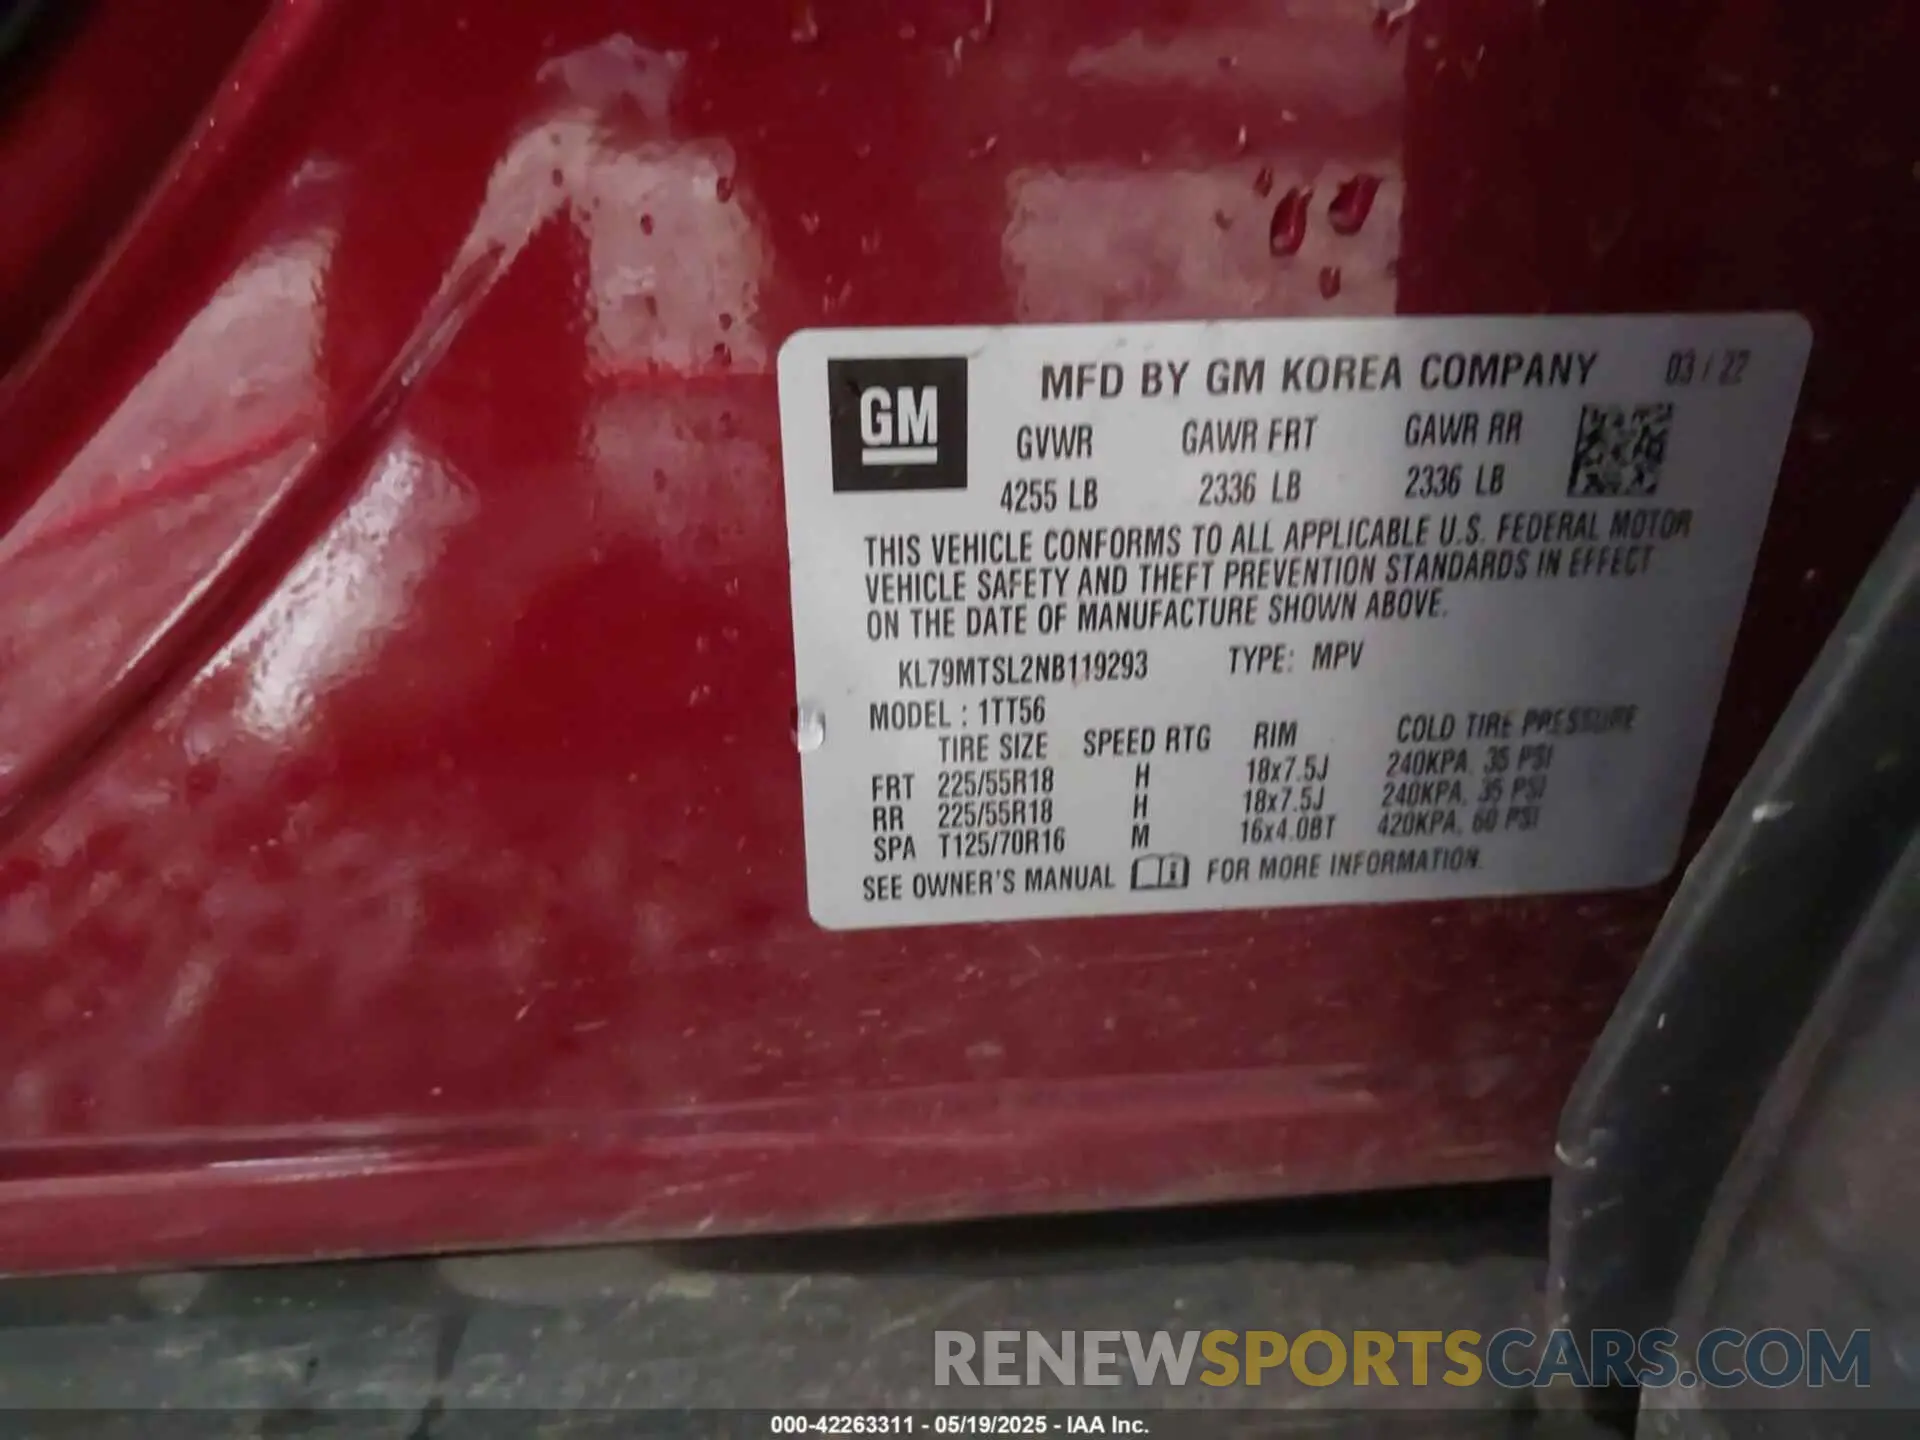 GM
MFD BY GM KOREA COMPANY 03 / 22
GVWR GAWR FRT GAWR RR
4255 LB 2336 LB 2336 LB
THIS VEHICLE CONFORMS TO ALL APPLICABLE U.S. FEDERAL MOTOR
VEHICLE SAFETY AND THEFT PREVENTION STANDARDS IN EFFECT
ON THE DATE OF MANUFACTURE SHOWN ABOVE.
KL79MTSL2NB119293 TYPE: MPV
MODEL : 1TT56
TIRE SIZE SPEED RTG RIM COLD TIRE PRESSURE
FRT 225/55R18 H 18x7.5J 240KPA, 35 PSI
RR 225/55R18 H 18x7.5J 240KPA, 35 PSI
SPA T125/70R16 M 16x4.0BT 420KPA, 60 PSI
SEE OWNER'S MANUAL i FOR MORE INFORMATION.
RENEWSPORTSCARS.COM
000-42263311 - 05/19/2025 - IAA Inc.